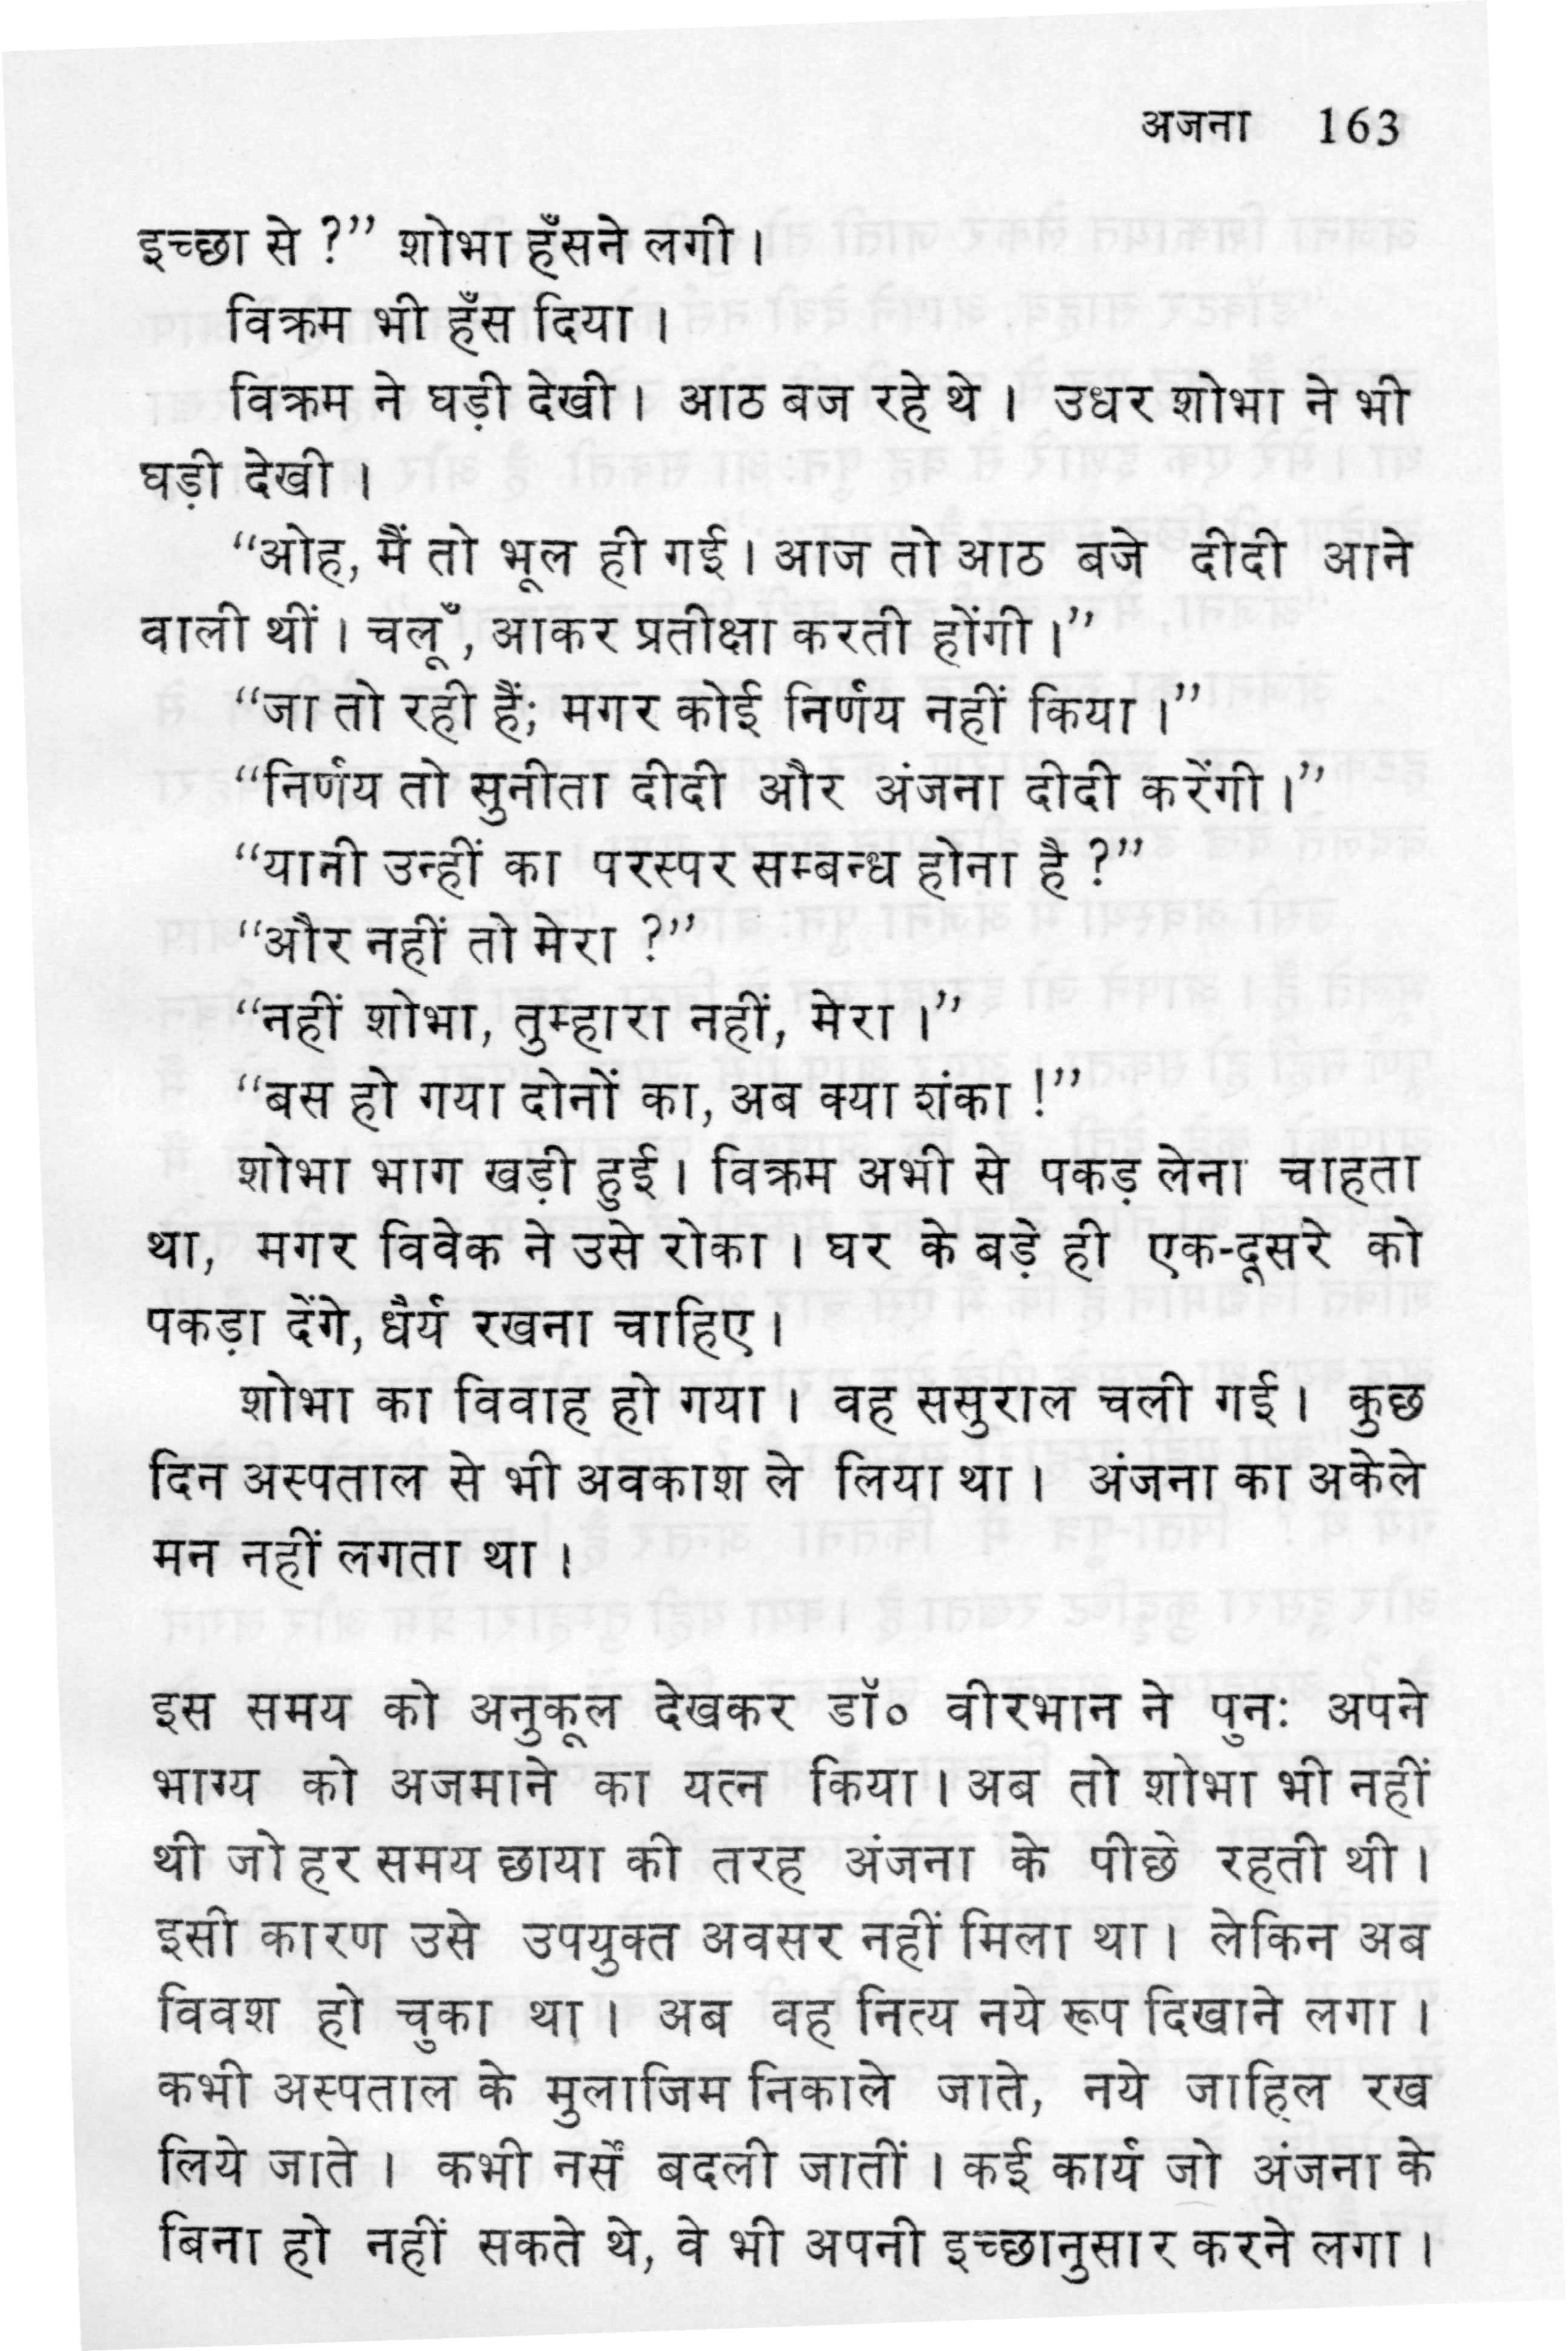 अजना 163
इच्छा से ?” शोभा हँसने लगी ।
विक्रम भी हँस दिया ।
विक्रम ने घड़ी देखी । आठ बज रहे थे । उधर शोभा ने भी
घड़ी देखी ।
“ओह, मैं तो भूल ही गई । आज तो आठ बजे दीदी आने
वाली थीं । चलूँ, आकर प्रतीक्षा करती होंगी ।”
“जा तो रही हैं; मगर कोई निर्णय नहीं किया ।”
“निर्णय तो सुनीता दीदी और अंजना दीदी करेंगी ।”
“यानी उन्हीं का परस्पर सम्बन्ध होना है ?”
“और नहीं तो मेरा ?”
“नहीं शोभा, तुम्हारा नहीं, मेरा ।”
“बस हो गया दोनों का, अब क्या शंका !”
शोभा भाग खड़ी हुई । विक्रम अभी से पकड़ लेना चाहता
था, मगर विवेक ने उसे रोका । घर के बड़े ही एक-दूसरे को
पकड़ा देंगे, धैर्य रखना चाहिए ।
शोभा का विवाह हो गया । वह ससुराल चली गई । कुछ
दिन अस्पताल से भी अवकाश ले लिया था । अंजना का अकेले
मन नहीं लगता था ।
इस समय को अनुकूल देखकर डॉ० वीरभान ने पुनः अपने
भाग्य को अजमाने का यत्न किया । अब तो शोभा भी नहीं
थी जो हर समय छाया की तरह अंजना के पीछे रहती थी ।
इसी कारण उसे उपयुक्त अवसर नहीं मिला था । लेकिन अब
विवश हो चुका था । अब वह नित्य नये रूप दिखाने लगा ।
कभी अस्पताल के मुलाजिम निकाले जाते, नये जाहिल रख
लिये जाते । कभी नर्सें बदली जातीं । कई कार्य जो अंजना के
बिना हो नहीं सकते थे, वे भी अपनी इच्छानुसार करने लगा ।